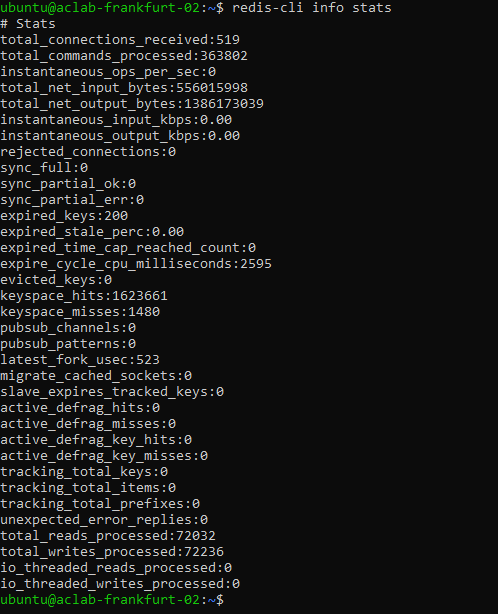 ubuntu@aclab-frankfurt-02:~$ redis-cli info stats
# Stats
total_connections_received:519
total_commands_processed:363802
instantaneous_ops_per_sec:0
total_net_input_bytes:556015998
total_net_output_bytes:1386173039
instantaneous_input_kbps:0.00
instantaneous_output_kbps:0.00
rejected_connections:0
sync_full:0
sync_partial_ok:0
sync_partial_err:0
expired_keys:200
expired_stale_perc:0.00
expired_time_cap_reached_count:0
expire_cycle_cpu_milliseconds:2595
evicted_keys:0
keyspace_hits:1623661
keyspace_misses:1480
pubsub_channels:0
pubsub_patterns:0
latest_fork_usec:523
migrate_cached_sockets:0
slave_expires_tracked_keys:0
active_defrag_hits:0
active_defrag_misses:0
active_defrag_key_hits:0
active_defrag_key_misses:0
tracking_total_keys:0
tracking_total_items:0
tracking_total_prefixes:0
unexpected_error_replies:0
total_reads_processed:72032
total_writes_processed:72236
io_threaded_reads_processed:0
io_threaded_writes_processed:0
ubuntu@aclab-frankfurt-02:~$